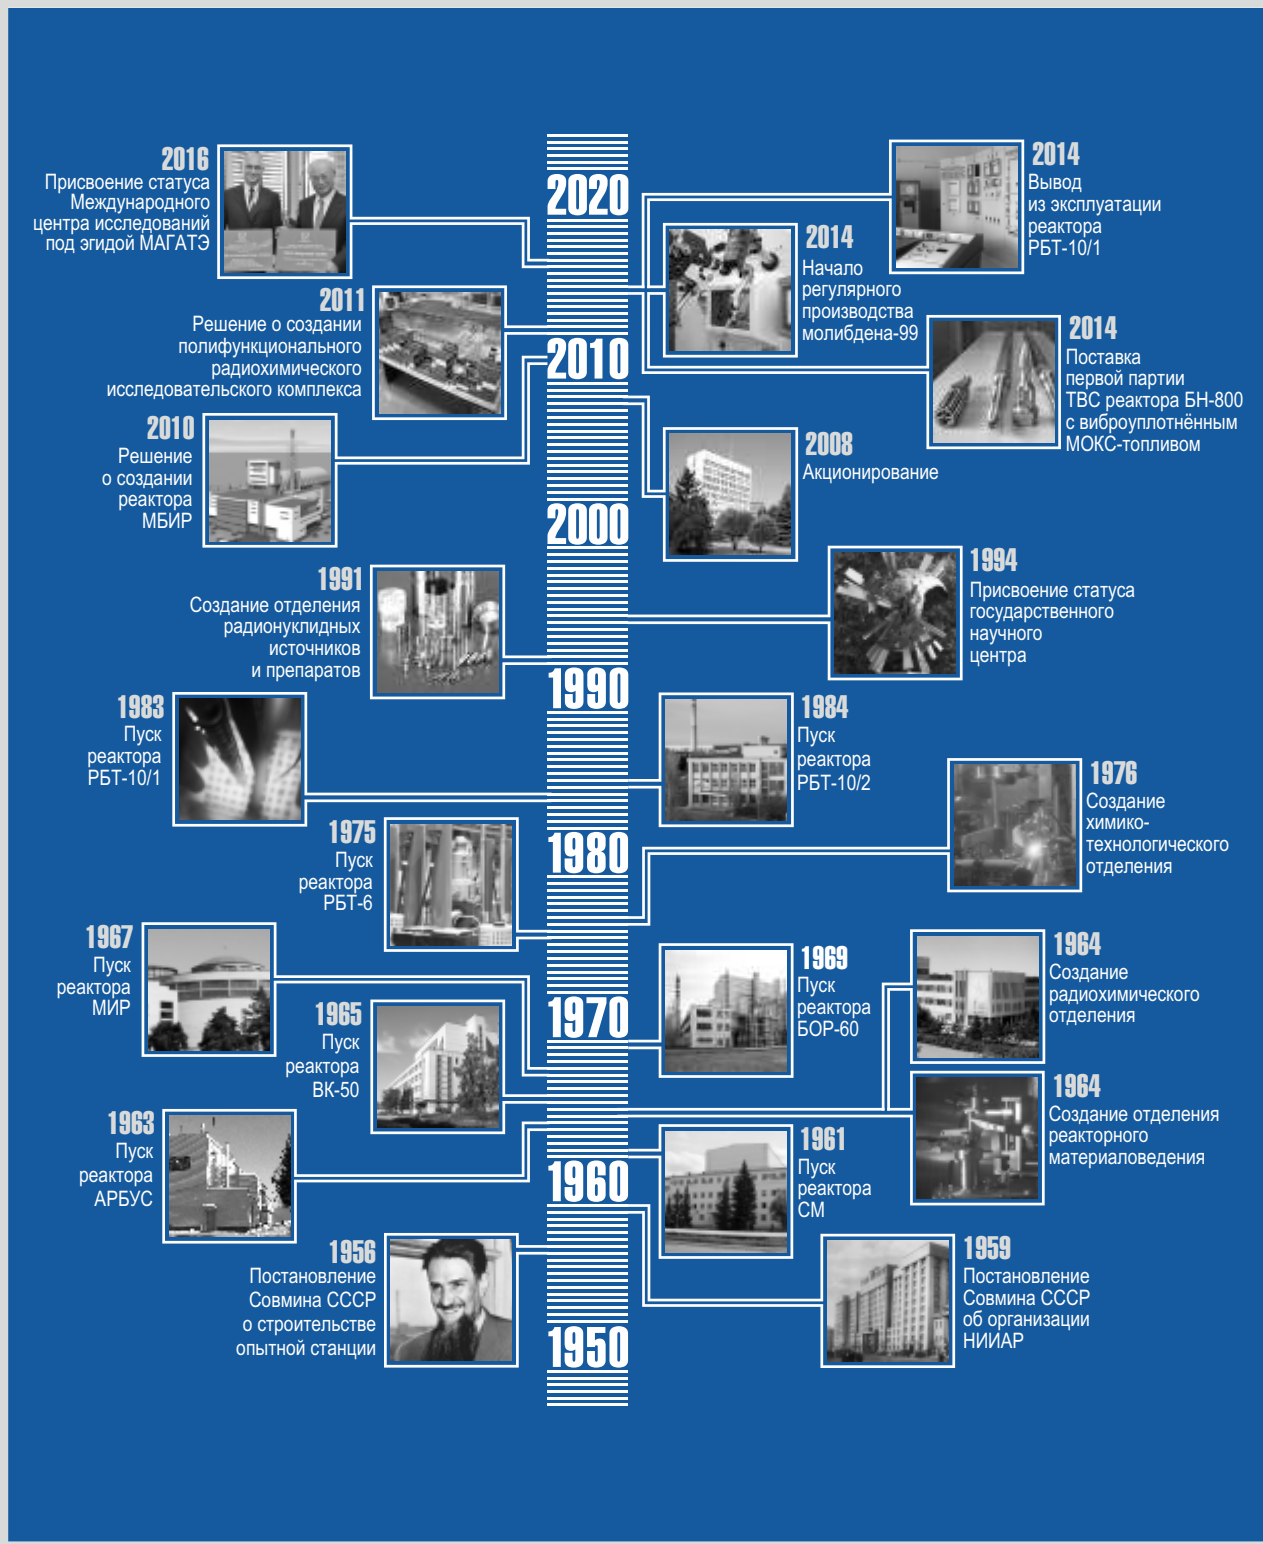 2016
Присвоение статуса
Международного
центра исследований
под эгидой МАГАТЭ
2011
Решение о создании
полифункционального
радиохимического
исследовательского комплекса
2010
Решение
о создании
реактора
МБИР
1991
Создание отделения
радионуклидных
источников
и препаратов
1983
Пуск
реактора
РБТ-10/1
1975
Пуск
реактора
РБТ-6
1967
Пуск
реактора
МИР
1965
Пуск
реактора
ВК-50
1963
Пуск
реактора
АРБУС
1956
Постановление
Совмина СССР
о строительстве
опытной станции
2020
2010
2000
1990
1980
1970
1960
1950
2014
Вывод
из эксплуатации
реактора
РБТ-10/1
2014
Начало
регулярного
производства
молибдена-99
2014
Поставка
первой партии
ТВС реактора БН-800
с виброуплотнённым
МОКС-топливом
2008
Акционирование
1994
Присвоение статуса
государственного
научного
центра
1984
Пуск
реактора
РБТ-10/2
1976
Создание
химико-
технологического
отделения
1969
Пуск
реактора
БОР-60
1964
Создание
радиохимического
отделения
1964
Создание отделения
реакторного
материаловедения
1961
Пуск
реактора
СМ
1959
Постановление
Совмина СССР
об организации
НИИАР